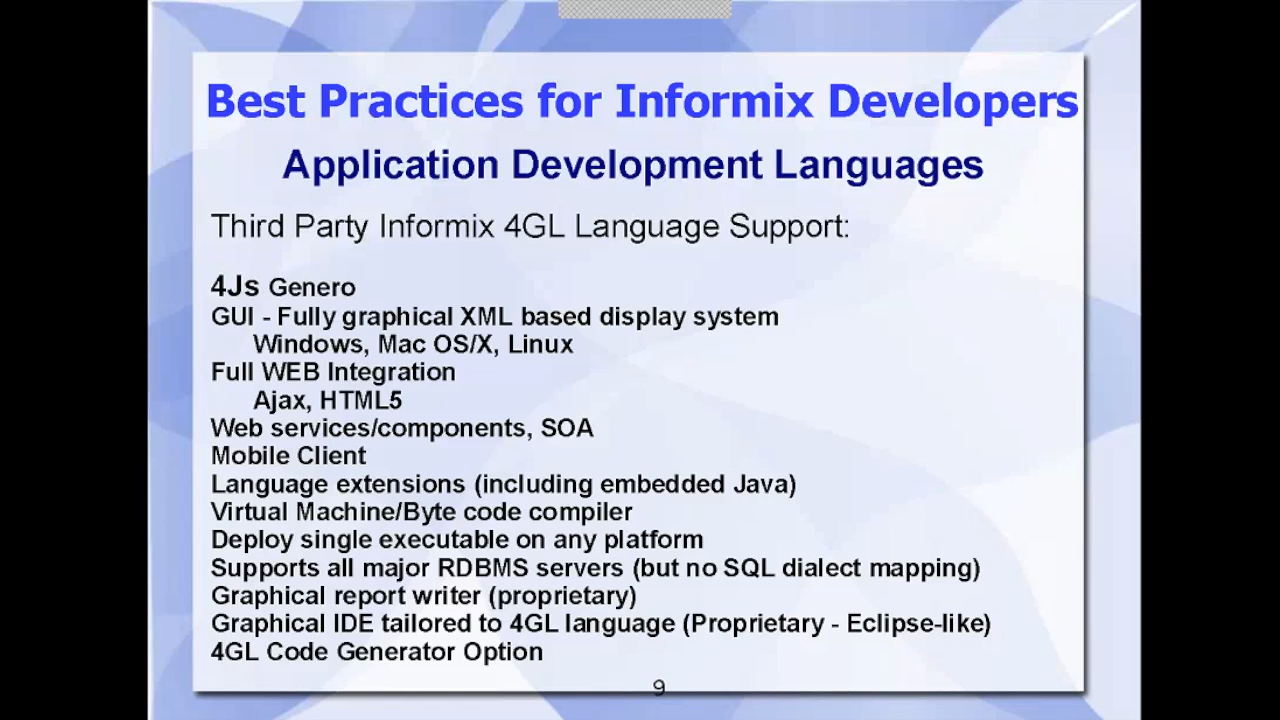 Best Practices for Informix Developers
Application Development Languages
Third Party Informix 4GL Language Support:
4Js Genero
GUI - Fully graphical XML based display system
Windows, Mac OS/X, Linux
Full WEB Integration
Ajax, HTML5
Web services/components, SOA
Mobile Client
Language extensions (including embedded Java)
Virtual Machine/Byte code compiler
Deploy single executable on any platform
Supports all major RDBMS servers (but no SQL dialect mapping)
Graphical report writer (proprietary)
Graphical IDE tailored to 4GL language (Proprietary - Eclipse-like)
4GL Code Generator Option
9